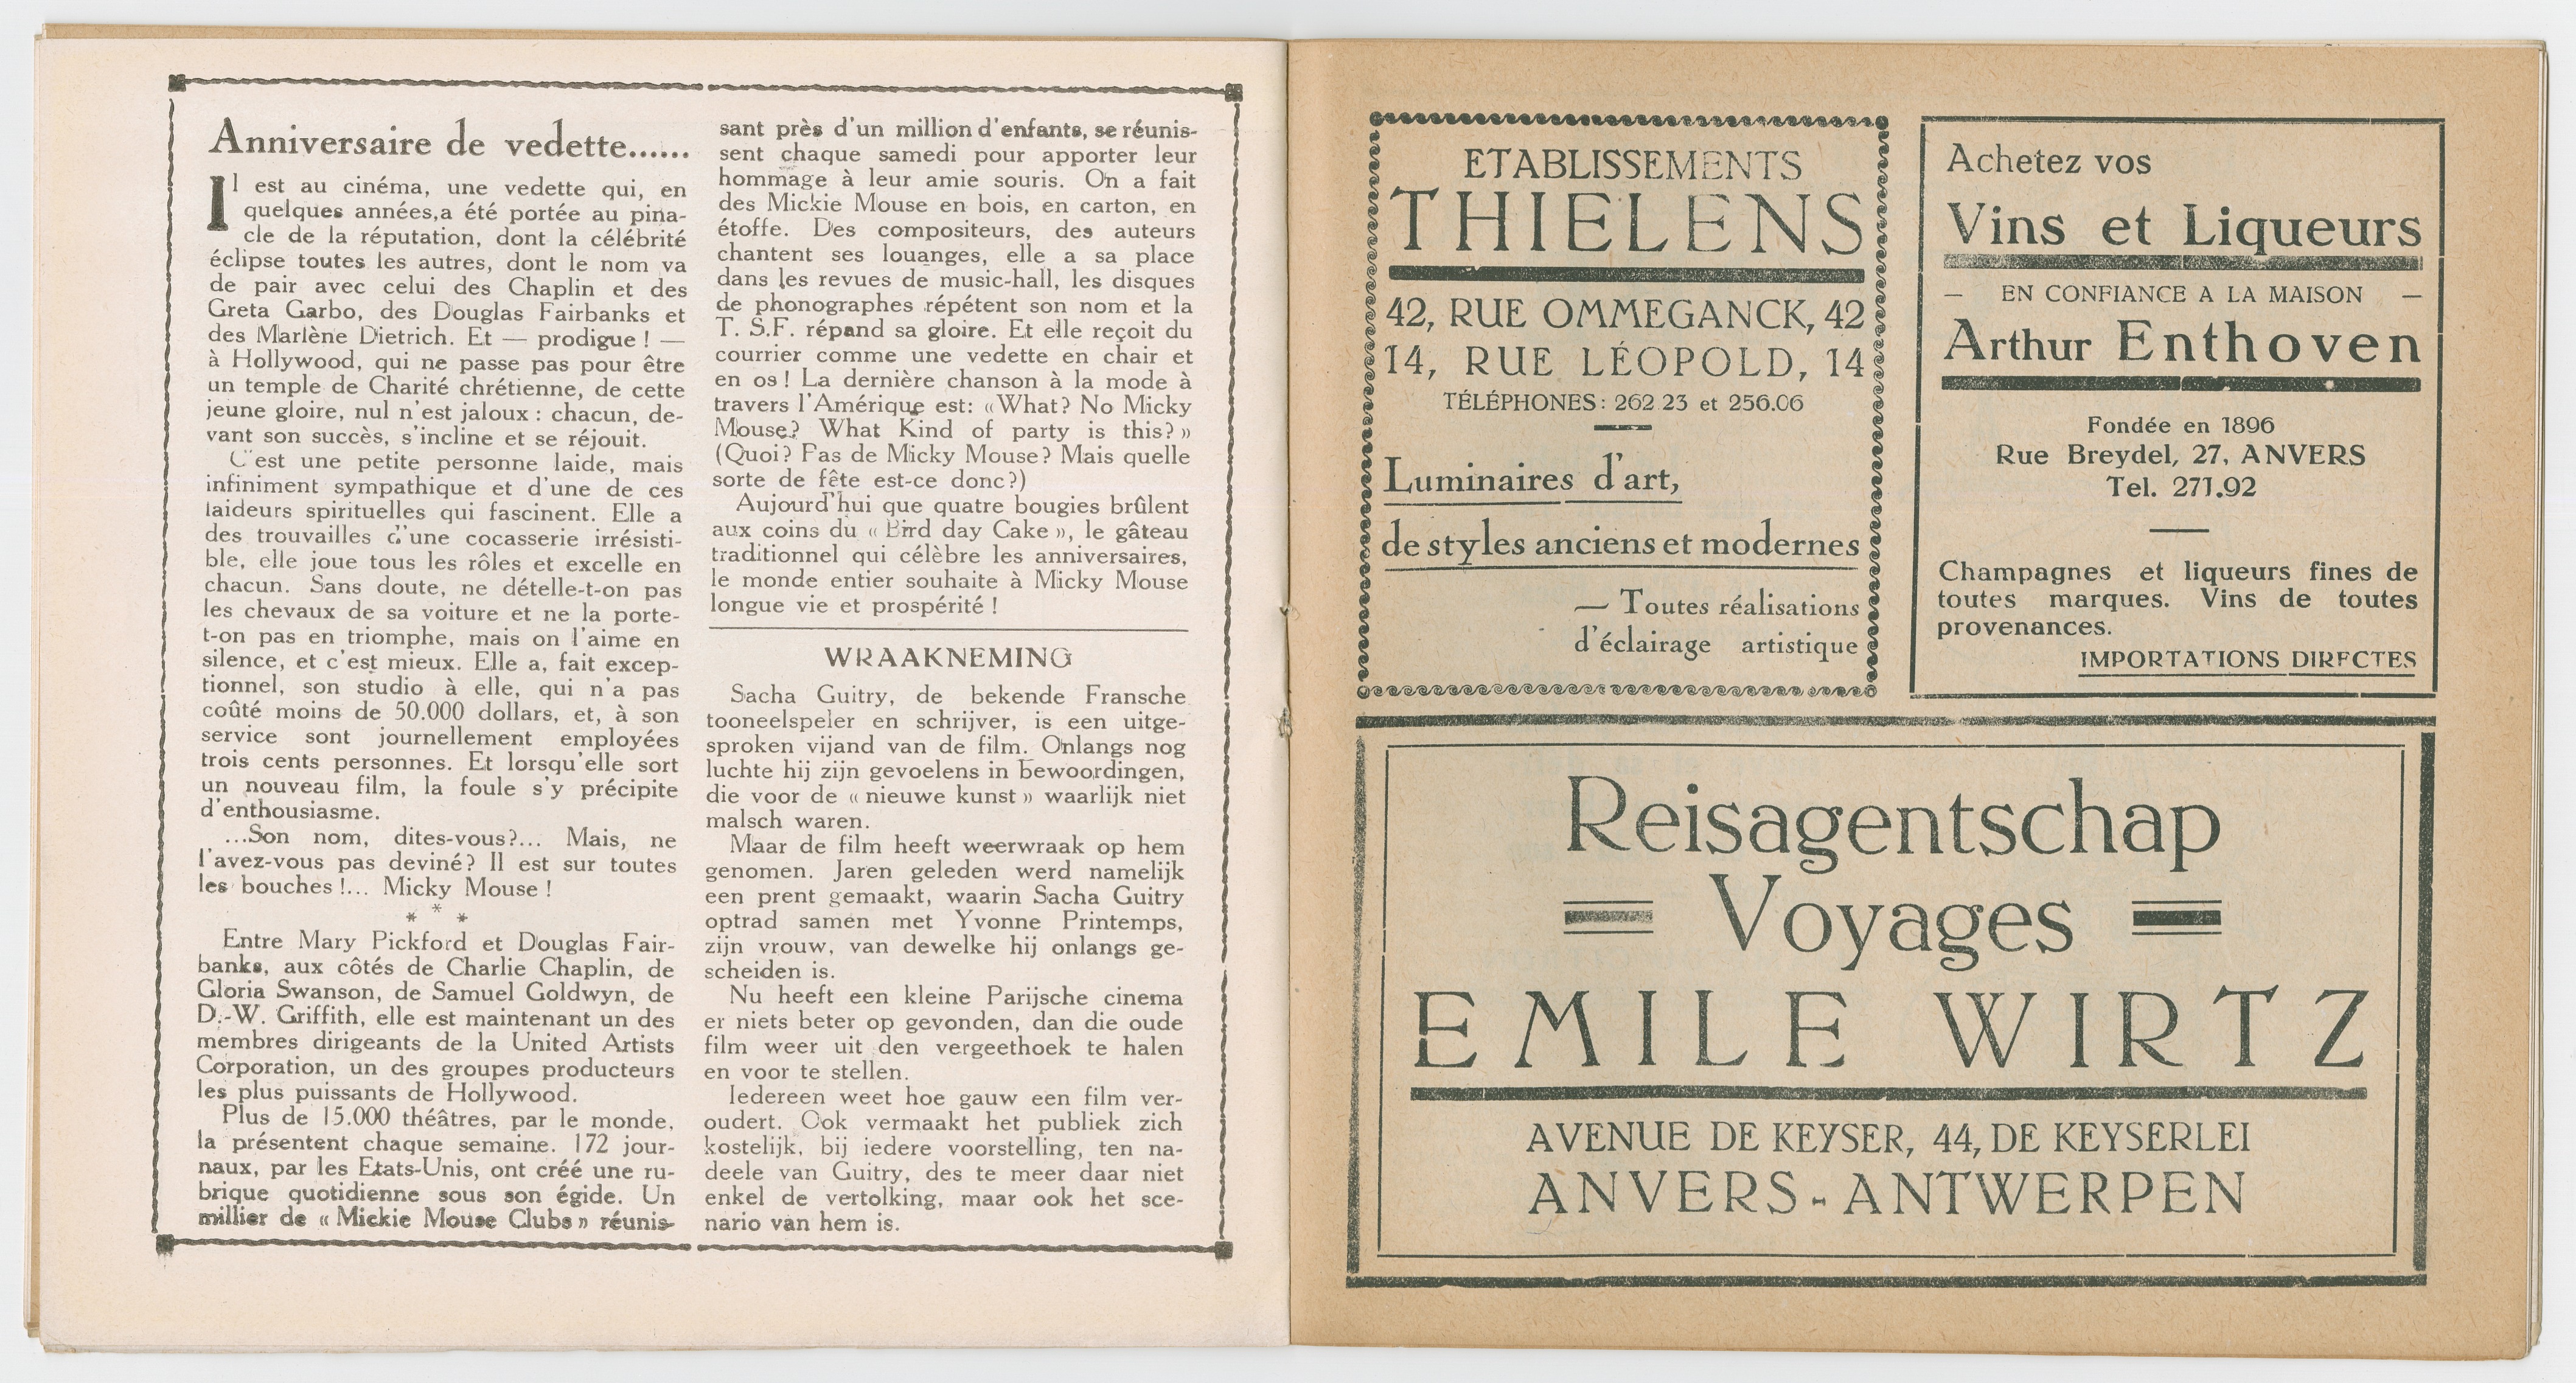 Anniversaire de vedette......
Il est au cinéma, une vedette qui, en
quelques années,a été portée au pina-
cle de la réputation, dont la célébrité
éclipse toutes les autres, dont le nom va
de pair avec celui des Chaplin et des
Greta Garbo, des Douglas Fairbanks et
des Marlène Dietrich. Et — prodigue ! —
à Hollywood, qui ne passe pas pour être
un temple de Charité chrétienne, de cette
jeune gloire, nul n'est jaloux : chacun, de-
vant son succès, s'incline et se réjouit.
C'est une petite personne laide, mais
infiniment sympathique et d'une de ces
laideurs spirituelles qui fascinent. Elle a
des trouvailles d'une cocasserie irrésisti-
ble, elle joue tous les rôles et excelle en
chacun. Sans doute, ne dételle-t-on pas
les chevaux de sa voiture et ne la porte-
t-on pas en triomphe, mais on l'aime en
silence, et c'est mieux. Elle a, fait excep-
tionnel, son studio à elle, qui n'a pas
coûté moins de 50.000 dollars, et, à son
service sont journellement employées
trois cents personnes. Et lorsqu'elle sort
un nouveau film, la foule s'y précipite
d'enthousiasme.
...Son nom, dites-vous?... Mais, ne
l'avez-vous pas deviné? Il est sur toutes
les bouches !... Micky Mouse !
* * *
Entre Mary Pickford et Douglas Fair-
banks, aux côtés de Charlie Chaplin, de
Gloria Swanson, de Samuel Goldwyn, de
D.-W. Griffith, elle est maintenant un des
membres dirigeants de la United Artists
Corporation, un des groupes producteurs
les plus puissants de Hollywood.
Plus de 15.000 théâtres, par le monde,
la présentent chaque semaine. 172 jour-
naux, par les Etats-Unis, ont créé une ru-
brique quotidienne sous son égide. Un
millier de « Mickie Mouse Clubs » réunis-
sant près d'un million d'enfants, se réunis-
sent chaque samedi pour apporter leur
hommage à leur amie souris. On a fait
des Mickie Mouse en bois, en carton, en
étoffe. Des compositeurs, des auteurs
chantent ses louanges, elle a sa place
dans les revues de music-hall, les disques
de phonographes répétent son nom et la
T. S.F. répand sa gloire. Et elle reçoit du
courrier comme une vedette en chair et
en os ! La dernière chanson à la mode à
travers l'Amérique est: «What? No Micky
Mouse? What Kind of party is this? »
(Quoi? Pas de Micky Mouse? Mais quelle
sorte de fête est-ce donc?)
Aujourd'hui que quatre bougies brûlent
aux coins du « Bird day Cake », le gâteau
traditionnel qui célèbre les anniversaires,
le monde entier souhaite à Micky Mouse
longue vie et prospérité !
WRAAKNEMING
Sacha Guitry, de bekende Fransche
tooneelspeler en schrijver, is een uitge-
sproken vijand van de film. Onlangs nog
luchte hij zijn gevoelens in bewoordingen,
die voor de « nieuwe kunst » waarlijk niet
malsch waren.
Maar de film heeft weerwraak op hem
genomen. Jaren geleden werd namelijk
een prent gemaakt, waarin Sacha Guitry
optrad samen met Yvonne Printemps,
zijn vrouw, van dewelke hij onlangs ge-
scheiden is.
Nu heeft een kleine Parijsche cinema
er niets beter op gevonden, dan die oude
film weer uit den vergeethoek te halen
en voor te stellen.
Iedereen weet hoe gauw een film ver-
oudert. Ook vermaakt het publiek zich
kostelijk, bij iedere voorstelling, ten na-
deele van Guitry, des te meer daar niet
enkel de vertolking, maar ook het sce-
nario van hem is.
ETABLISSEMENTS
THIELENS
42, RUE OMMEGANCK, 42
14, RUE LÉOPOLD, 14
TÉLÉPHONES: 262 23 et 256.06
Luminaires d'art,
de styles anciens et modernes
— Toutes réalisations
d'éclairage artistique
Achetez vos
Vins et Liqueurs
— EN CONFIANCE A LA MAISON —
Arthur Enthoven
Fondée en 1896
Rue Breydel, 27, ANVERS
Tel. 271.92
Champagnes et liqueurs fines de
toutes marques. Vins de toutes
provenances.
IMPORTATIONS DIRECTES
Reisagentschap
Voyages
EMILE WIRTZ
AVENUE DE KEYSER, 44, DE KEYSERLEI
ANVERS - ANTWERPEN